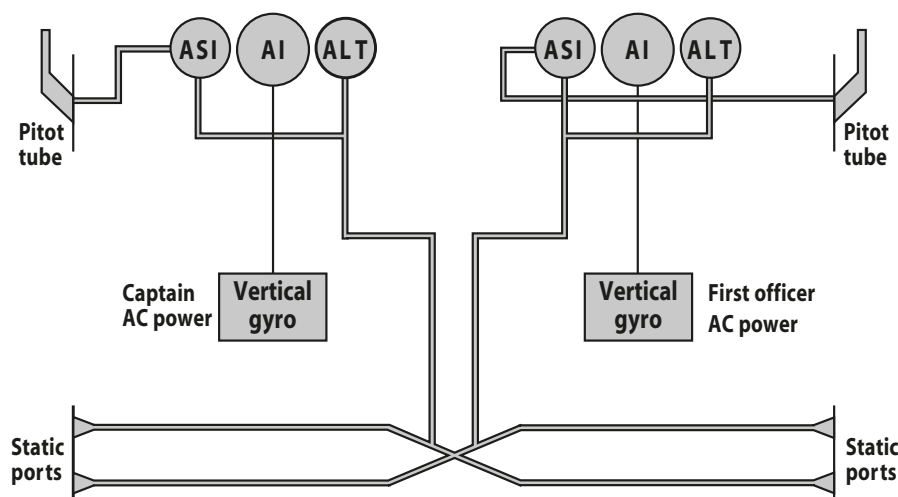 ASI AI ALT
ASI AI ALT
Pitot
tube
Pitot
tube
Captain
AC power
Vertical
gyro
Vertical
gyro
First officer
AC power
Static
ports
Static
ports